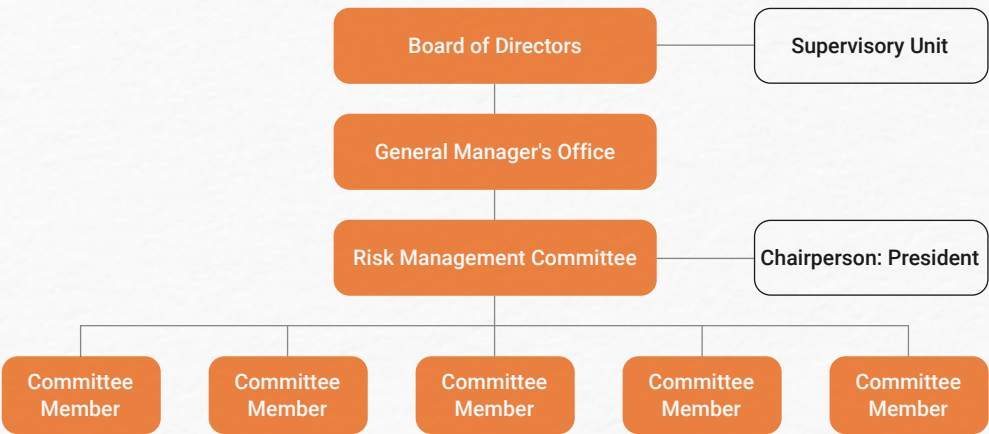 Board of Directors
Supervisory Unit
General Manager's Office
Risk Management Committee
Chairperson: President
Committee
Member
Committee
Member
Committee
Member
Committee
Member
Committee
Member